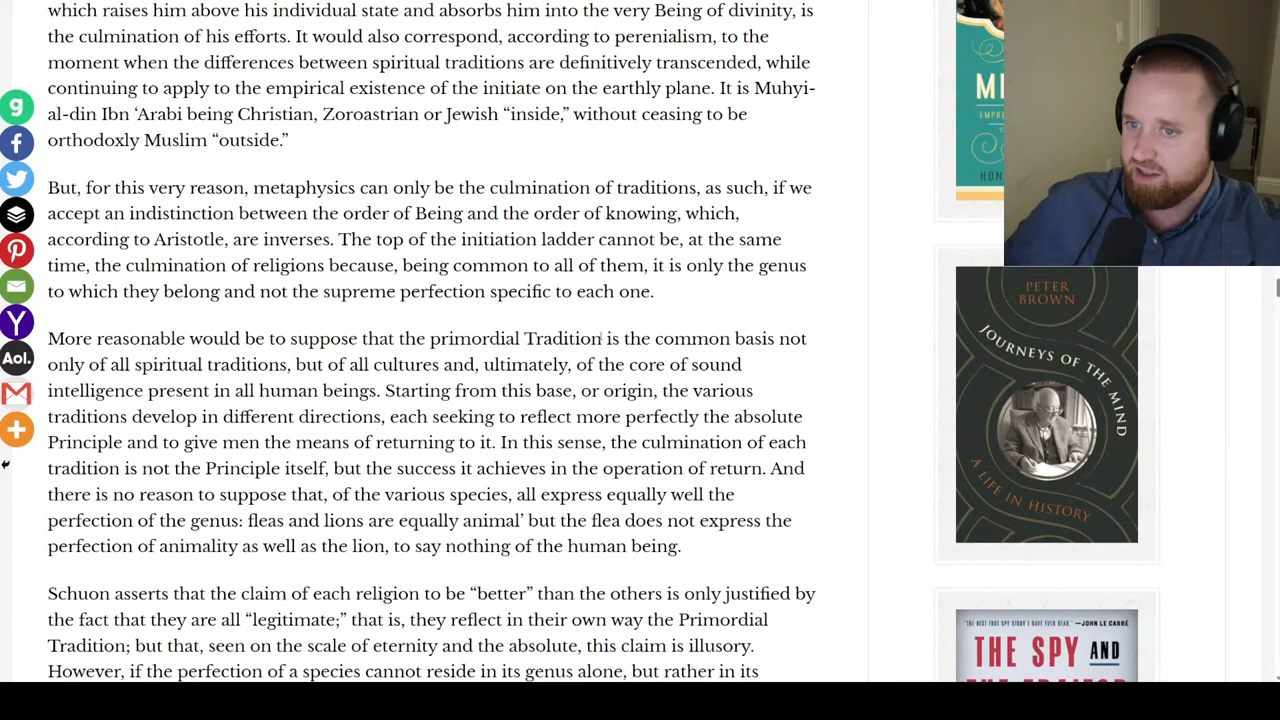 which raises him above his individual state and absorbs him into the very Being of divinity, is
the culmination of his efforts. It would also correspond, according to perenialism, to the
moment when the differences between spiritual traditions are definitively transcended, while
continuing to apply to the empirical existence of the initiate on the earthly plane. It is Muhyi-
al-din Ibn ‘Arabi being Christian, Zoroastrian or Jewish “inside,” without ceasing to be
orthodoxly Muslim “outside.”
But, for this very reason, metaphysics can only be the culmination of traditions, as such, if we
accept an indistinction between the order of Being and the order of knowing, which,
according to Aristotle, are inverses. The top of the initiation ladder cannot be, at the same
time, the culmination of religions because, being common to all of them, it is only the genus
to which they belong and not the supreme perfection specific to each one.
More reasonable would be to suppose that the primordial Tradition is the common basis not
only of all spiritual traditions, but of all cultures and, ultimately, of the core of sound
intelligence present in all human beings. Starting from this base, or origin, the various
traditions develop in different directions, each seeking to reflect more perfectly the absolute
Principle and to give men the means of returning to it. In this sense, the culmination of each
tradition is not the Principle itself, but the success it achieves in the operation of return. And
there is no reason to suppose that, of the various species, all express equally well the
perfection of the genus: fleas and lions are equally animal’ but the flea does not express the
perfection of animality as well as the lion, to say nothing of the human being.
Schuon asserts that the claim of each religion to be “better” than the others is only justified by
the fact that they are all “legitimate;” that is, they reflect in their own way the Primordial
Tradition; but that, seen on the scale of eternity and the absolute, this claim is illusory.
However, if the perfection of a species cannot reside in its genus alone, but rather in its
g
Y
Aol.
PETER
BROWN
JOURNEYS OF THE
MIND
A LIFE IN HISTORY
“THE BEST TRUE SPY STORY I HAVE EVER READ.” —JOHN LE CARRÉ
THE SPY AND